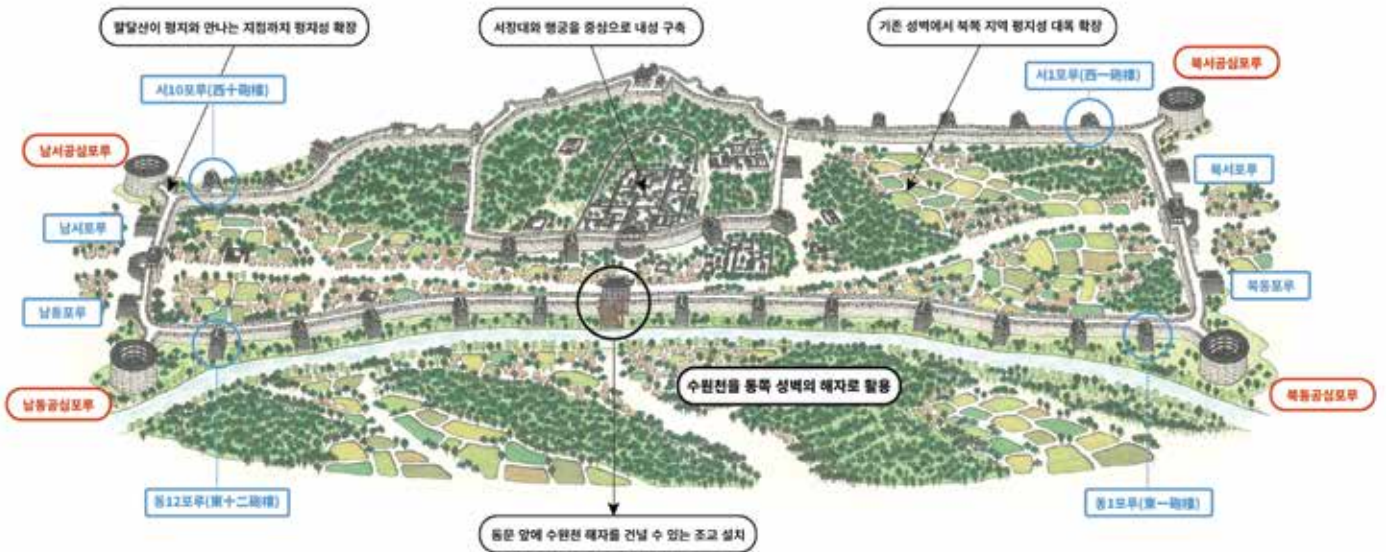 팔달산이 평지와 만나는 지점까지 평지성 확장
서장대와 행궁을 중심으로 내성 구축
기존 성벽에서 북쪽 지역 평지성 대폭 확장
서10포루(西十砲樓)
서1포루(西一砲樓)
북서공심포루
남서공심포루
북서포루
남서포루
남동포루
북동포루
수원천을 동쪽 성벽의 해자로 활용
남동공심포루
북동공심포루
동12포루(東十二砲樓)
동1포루(東一砲樓)
동문 앞에 수원천 해자를 건널 수 있는 조교 설치